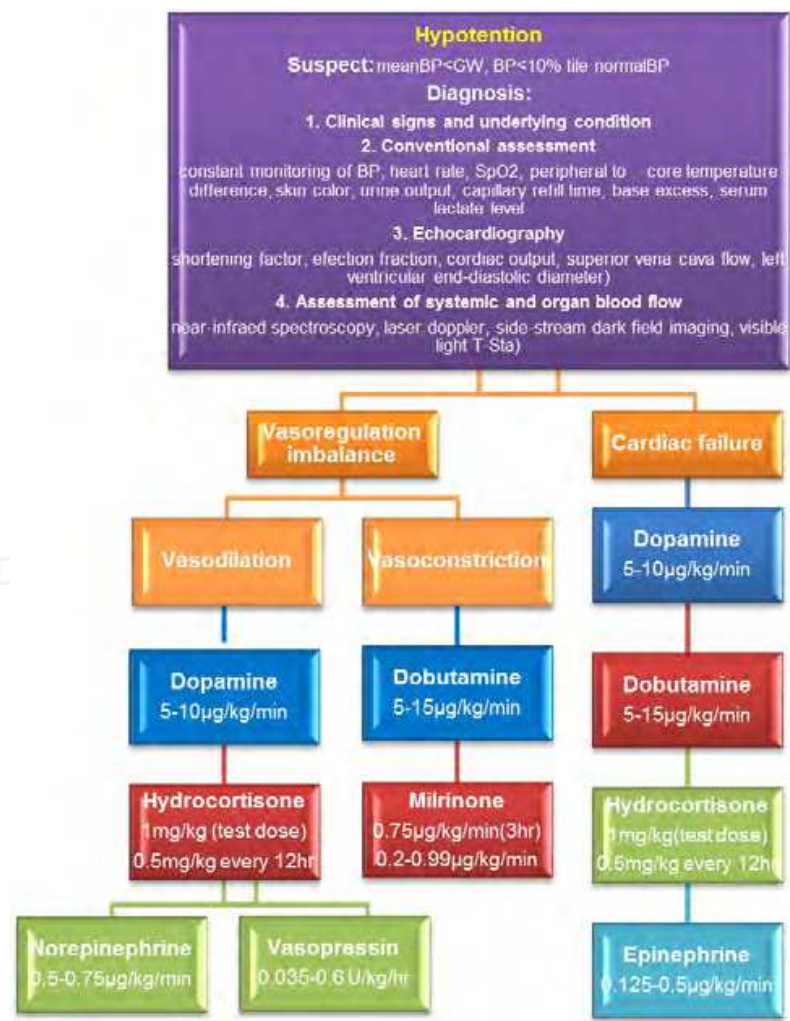 Hypotention
Suspect: meanBP<GW, BP<10% tile normalBP
Diagnosis:
1. Clinical signs and underlying condition
2. Conventional assessment
constant monitoring of BP, heart rate, SpO2, peripheral to core temperature
difference, skin color, urine output, capillary refill time, base excess, serum
lactate level
3. Echocardiography
shortening factor, efection fraction, cardiac output, superior vena cava flow, left
ventricular end-diastolic diameter)
4. Assessment of systemic and organ blood flow
near-infraed spectroscopy, laser doppler, side-stream dark field imaging, visible
light T-Sta)
Vasoregulation
imbalance
Cardiac failure
Vasodilation
Vasoconstriction
Dopamine
5-10µg/kg/min
Dopamine
5-10µg/kg/min
Dobutamine
5-15µg/kg/min
Dobutamine
5-15µg/kg/min
Hydrocortisone
1mg/kg (test dose)
0.5mg/kg every 12hr
Milrinone
0.75µg/kg/min(3hr)
0.2-0.99µg/kg/min
Hydrocortisone
1mg/kg(test dose)
0.5mg/kg every 12hr
Norepinephrine
0.5-0.75µg/kg/min
Vasopressin
0.035-0.6 U/kg/hr
Epinephrine
0.125-0.5µg/kg/min